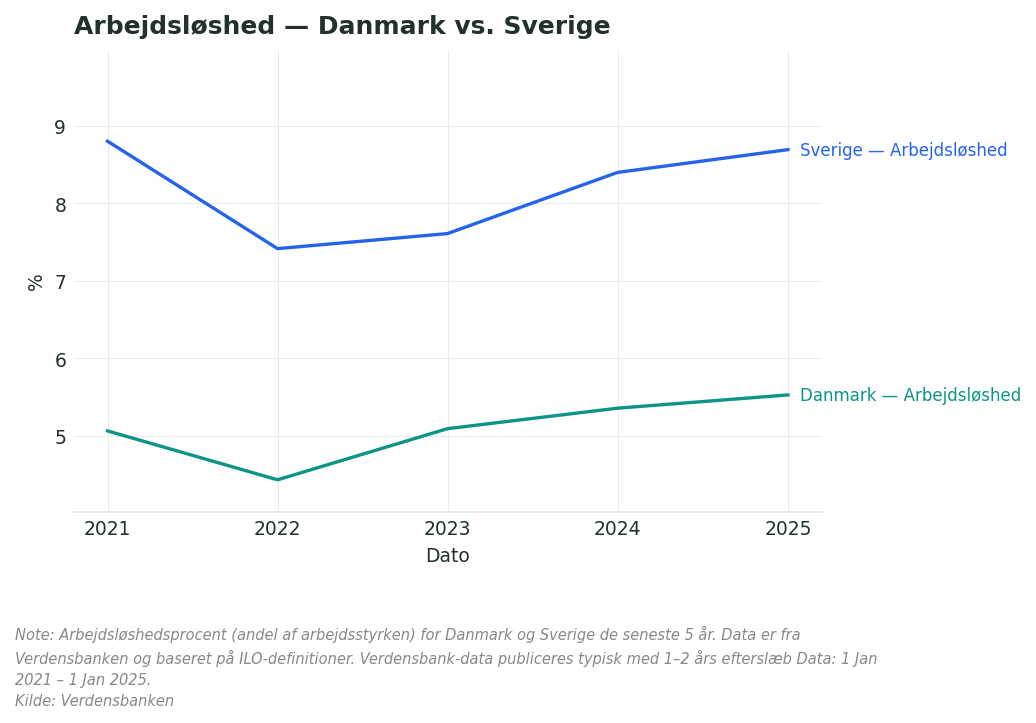 Arbejdsløshed — Danmark vs. Sverige
9
8
7
6
5
%
Sverige — Arbejdsløshed
Danmark — Arbejdsløshed
2021 2022 2023 2024 2025
Dato
Note: Arbejdsløshedsprocent (andel af arbejdsstyrken) for Danmark og Sverige de seneste 5 år. Data er fra
Verdensbanken og baseret på ILO-definitioner. Verdensbank-data publiceres typisk med 1–2 års efterslæb Data: 1 Jan
2021 – 1 Jan 2025.
Kilde: Verdensbanken